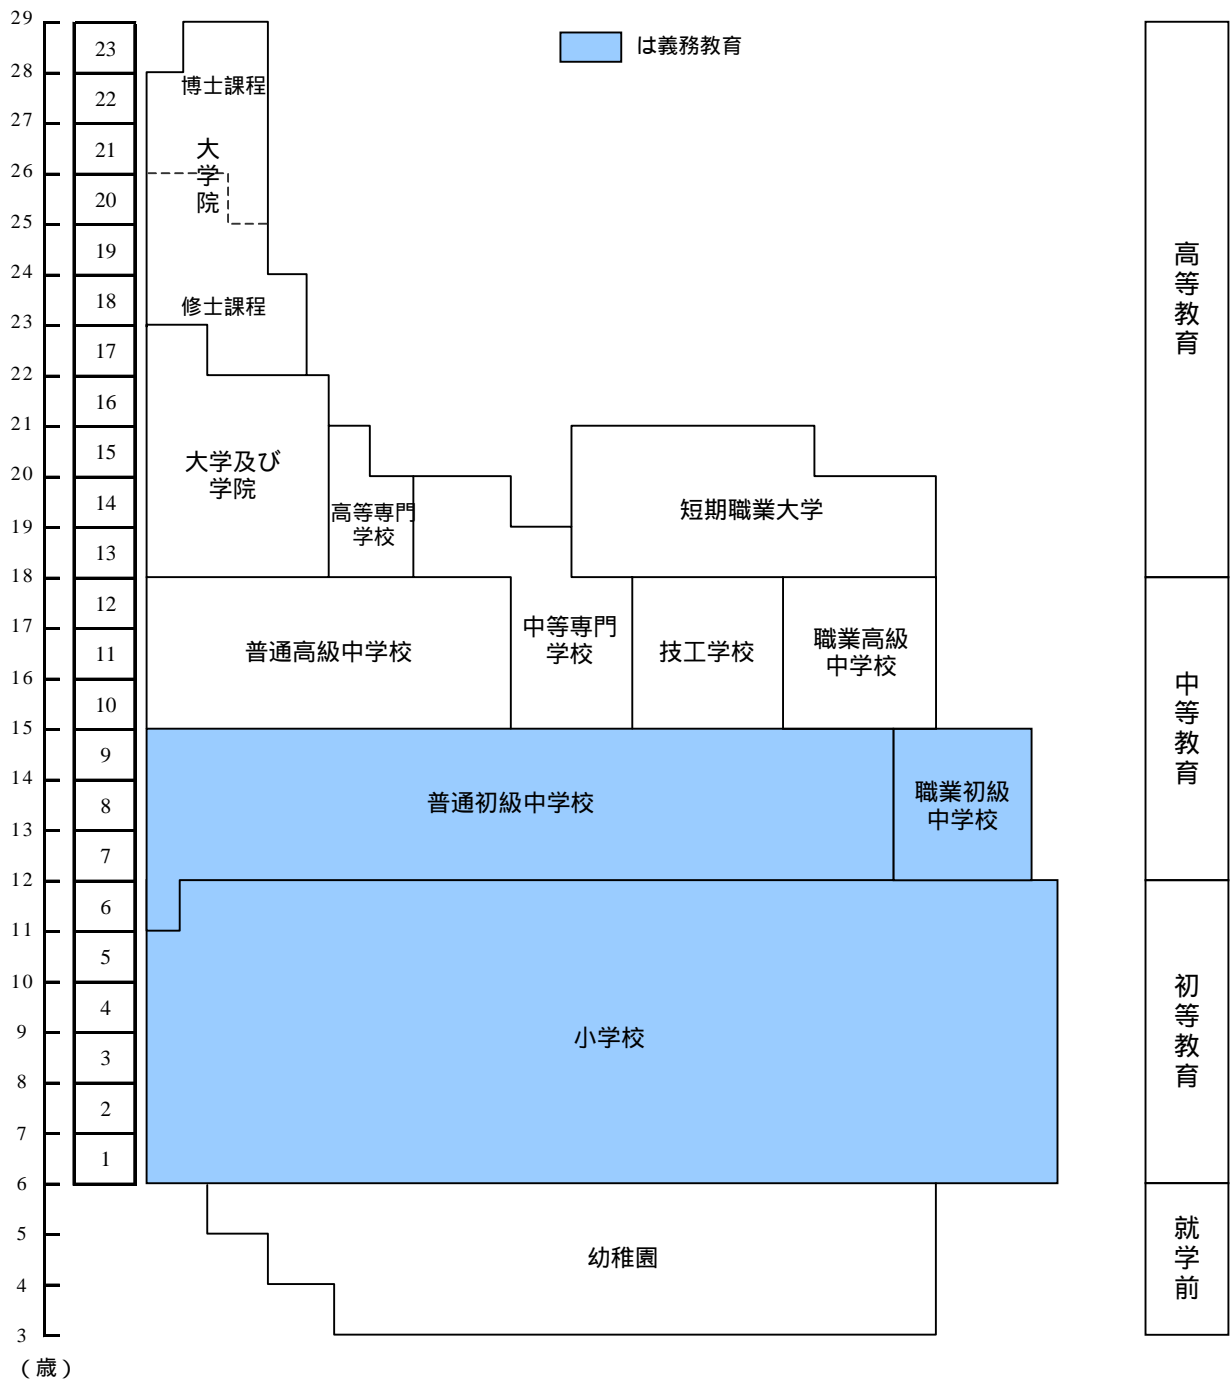 は義務教育
29
28
27
26
25
24
23
22
21
20
19
18
17
16
15
14
13
12
11
10
9
8
7
6
5
4
3
(歳)
23
22
21
20
19
18
17
16
15
14
13
12
11
10
9
8
7
6
5
4
3
2
1
博士課程
大学院
修士課程
大学及び
学院
高等専門
学校
短期職業大学
普通高級中学校
中等専門
学校
技工学校
職業高級
中学校
普通初級中学校
職業初級
中学校
小学校
幼稚園
高等教育
中等教育
初等教育
就学前